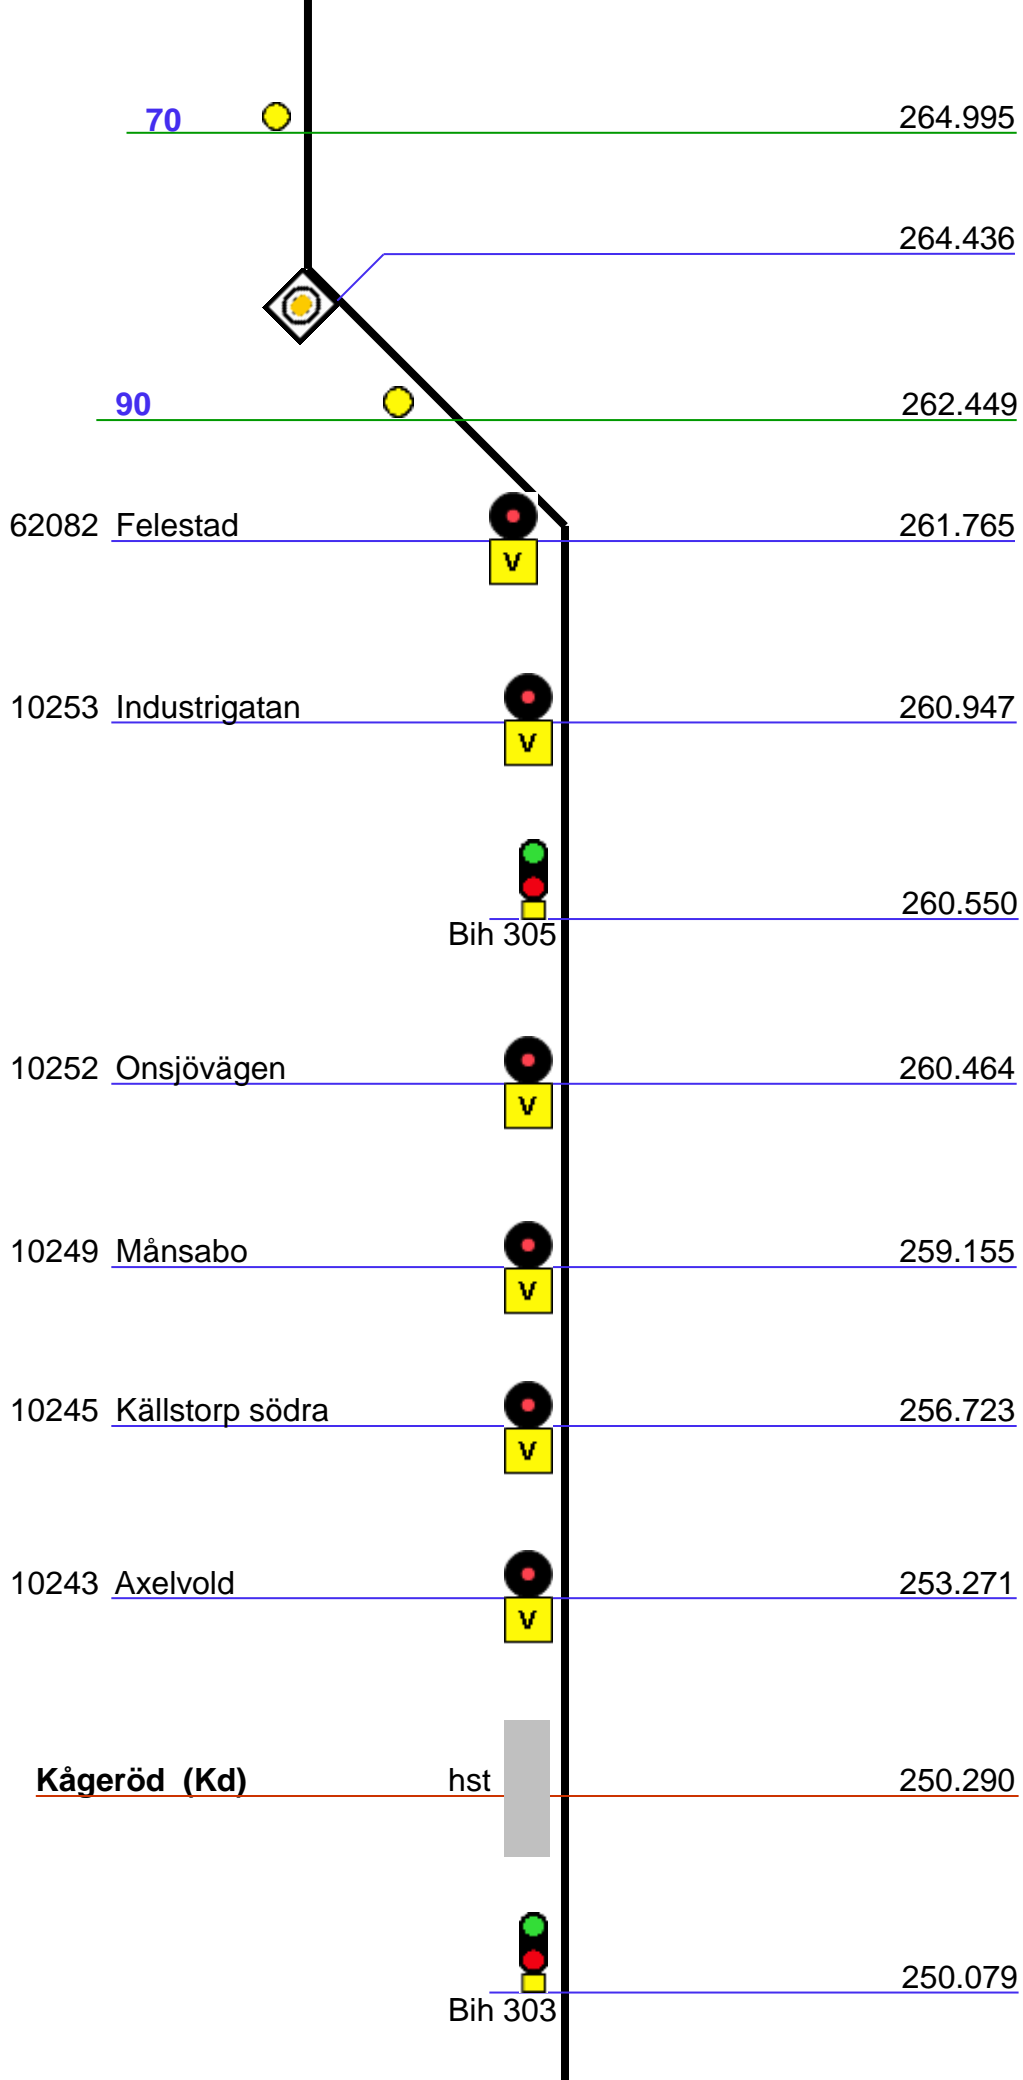 70 264.995
264.436
90 262.449
62082 Felestad 261.765
V
10253 Industrigatan 260.947
V
260.550
Bih 305
10252 Onsjövägen 260.464
V
10249 Månsabo 259.155
V
10245 Källstorp södra 256.723
V
10243 Axelvold 253.271
V
Kågeröd (Kd) hst 250.290
250.079
Bih 303